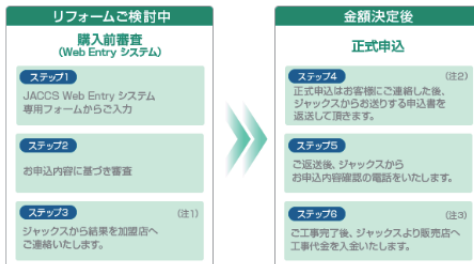 リフォームご検討中
購入前審査
(Web Entry システム)
ステップ1
JACCS Web Entry システム
専用フォームからご入力
ステップ2
お申込内容に基づき審査
ステップ3 (注1)
ジャックスから結果を加盟店へ
ご連絡いたします。
金額決定後
正式申込
ステップ4 (注2)
正式申込はお客様にご連絡した後、
ジャックスからお送りする申込書を
返送して頂きます。
ステップ5
ご返送後、ジャックスから
お申込内容確認の電話をいたします。
ステップ6 (注3)
ご工事完了後、ジャックスより販売店へ
工事代金を入金いたします。